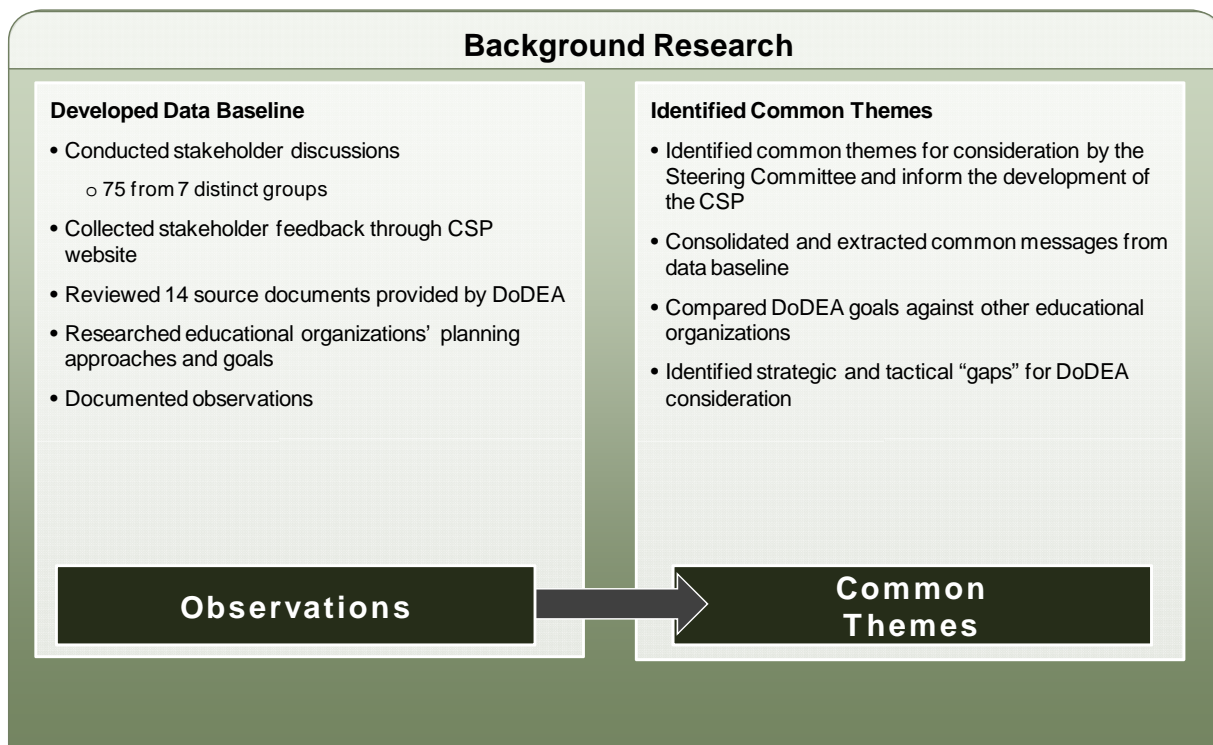 Background Research
Developed Data Baseline
• Conducted stakeholder discussions
o 75 from 7 distinct groups
• Collected stakeholder feedback through CSP
website
• Reviewed 14 source documents provided by DoDEA
• Researched educational organizations’ planning
approaches and goals
• Documented observations
Observations
Identified Common Themes
• Identified common themes for consideration by the
Steering Committee and inform the development of
the CSP
• Consolidated and extracted common messages from
data baseline
• Compared DoDEA goals against other educational
organizations
• Identified strategic and tactical “gaps” for DoDEA
consideration
Common
Themes